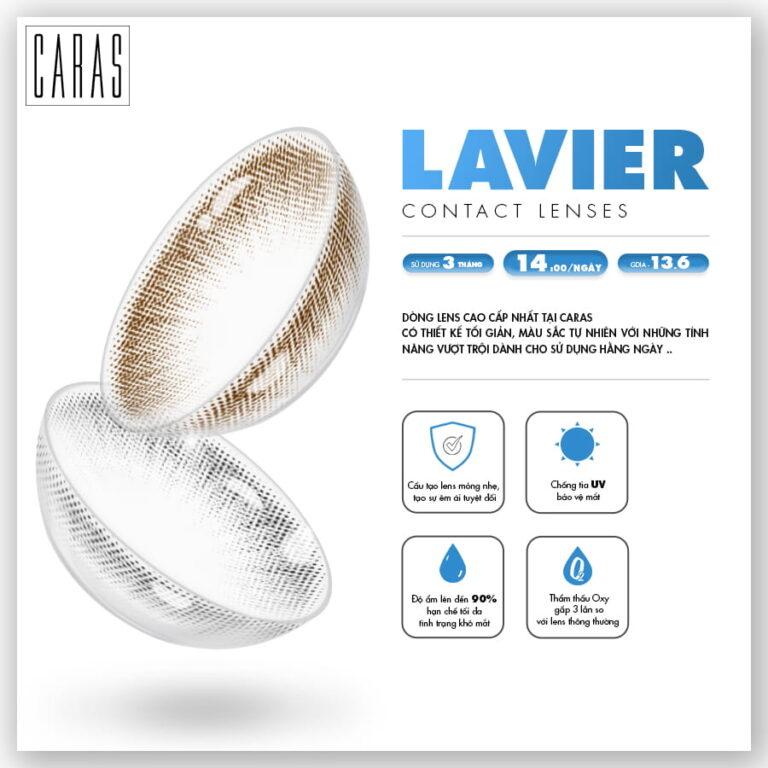 CARAS
LAVIER
CONTACT LENSES
SỬ DỤNG 3 THÁNG
14:00/NGÀY
GDIA - 13.6
DÒNG LENS CAO CẤP NHẤT TẠI CARAS
CÓ THIẾT KẾ TỐI GIẢN, MÀU SẮC TỰ NHIÊN VỚI NHỮNG TÍNH
NĂNG VƯỢT TRỘI DÀNH CHO SỬ DỤNG HẰNG NGÀY ..
Cấu tạo lens mỏng nhẹ,
tạo sự êm ái tuyệt đối
Chống tia UV
bảo vệ mắt
Độ ẩm lên đến 90%
hạn chế tối đa
tình trạng khô mắt
O2
Thẩm thấu Oxy
gấp 3 lần so
với lens thông thường